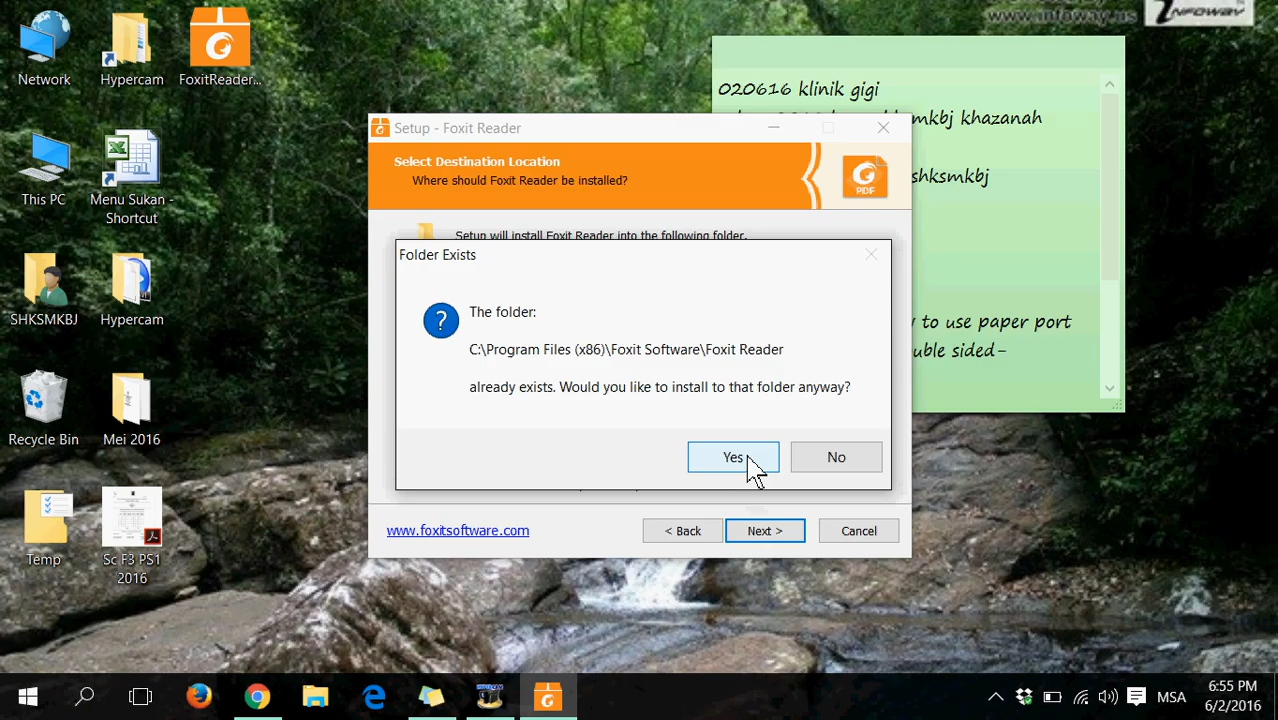 www.infoway.us
INFOWAY
Network
Hypercam
FoxitReader...
This PC
Menu Sukan -
Shortcut
SHKSMKBJ
Hypercam
Recycle Bin
Mei 2016
Temp
Sc F3 PS1
2016
020616 klinik gigi
mkbj khazanah
shksmkbj
to use paper port
uble sided-
Setup - Foxit Reader
Select Destination Location
Where should Foxit Reader be installed?
PDF
Setup will install Foxit Reader into the following folder.
Folder Exists
?
The folder:
C:\Program Files (x86)\Foxit Software\Foxit Reader
already exists. Would you like to install to that folder anyway?
Yes
No
www.foxitsoftware.com
< Back
Next >
Cancel
MSA
6:55 PM
6/2/2016